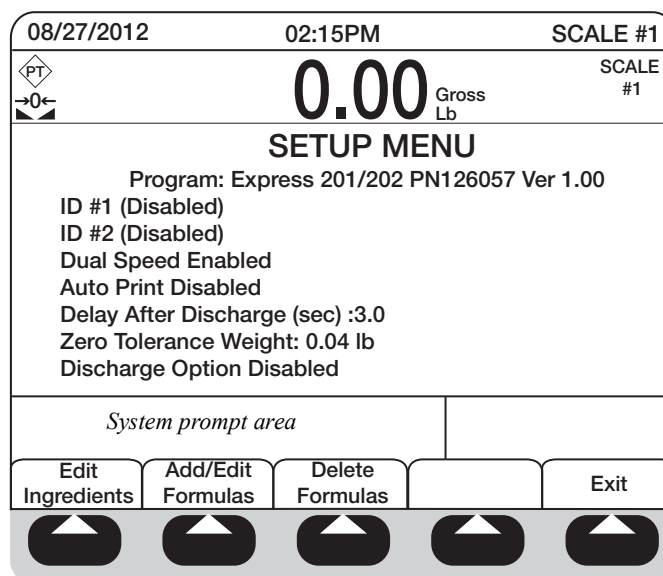 08/27/2012 02:15PM SCALE #1
PT
→0←
0.00 Gross Lb
SCALE #1
SETUP MENU
Program: Express 201/202 PN126057 Ver 1.00
ID #1 (Disabled)
ID #2 (Disabled)
Dual Speed Enabled
Auto Print Disabled
Delay After Discharge (sec) :3.0
Zero Tolerance Weight: 0.04 lb
Discharge Option Disabled
System prompt area
Edit Ingredients
Add/Edit Formulas
Delete Formulas
Exit